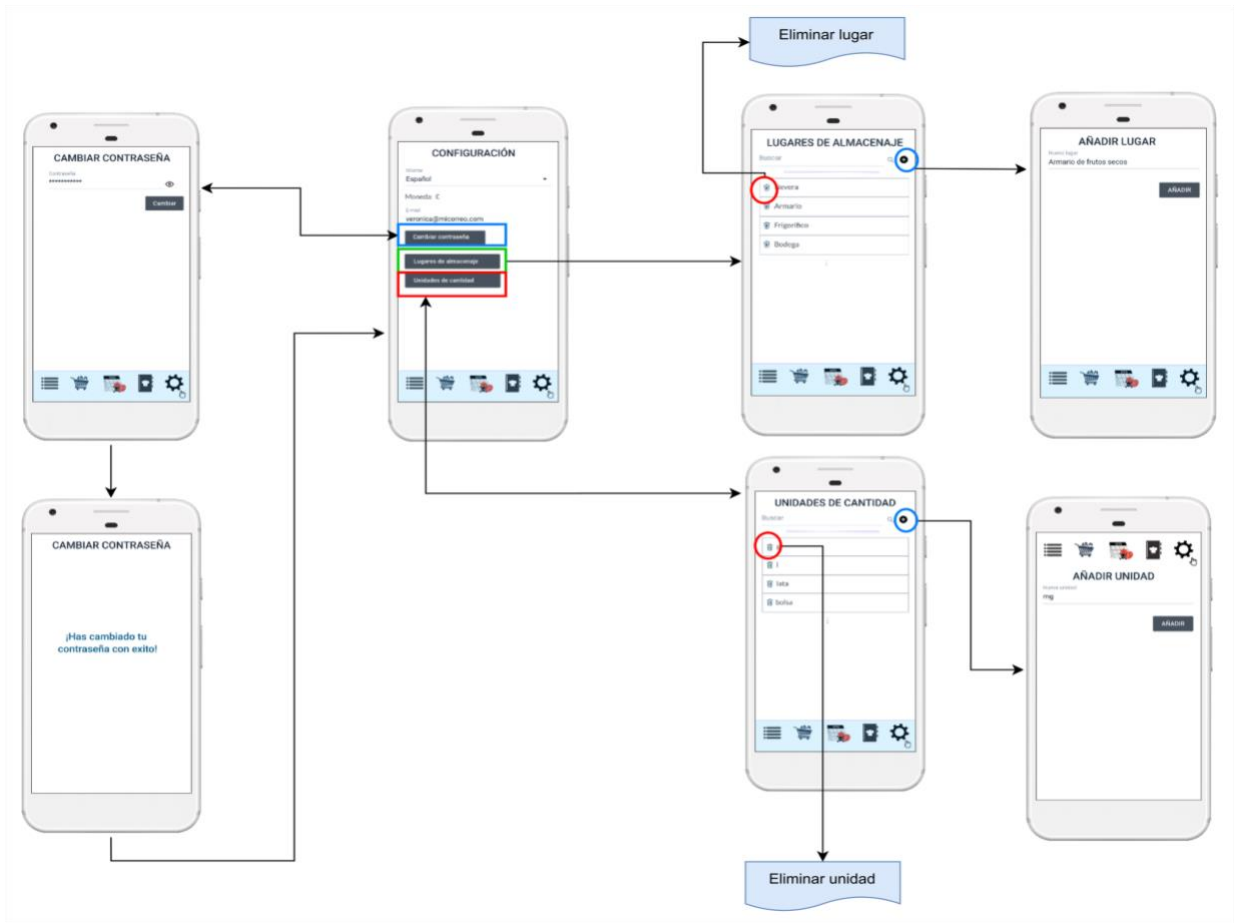 Eliminar lugar
CAMBIAR CONTRASEÑA
Contraseña
***********
Cambiar
CONFIGURACIÓN
Idioma
Español
Moneda €
E-mail
veronica@micorreo.com
Cambiar contraseña
Lugares de almacenaje
Unidades de cantidad
LUGARES DE ALMACENAJE
Buscar
Nevera
Armario
Frigorífico
Bodega
AÑADIR LUGAR
Nuevo lugar
Armario de frutos secos
AÑADIR
CAMBIAR CONTRASEÑA
¡Has cambiado tu
contraseña con exito!
UNIDADES DE CANTIDAD
Buscar
l
lata
bolsa
AÑADIR UNIDAD
mg
AÑADIR
Eliminar unidad